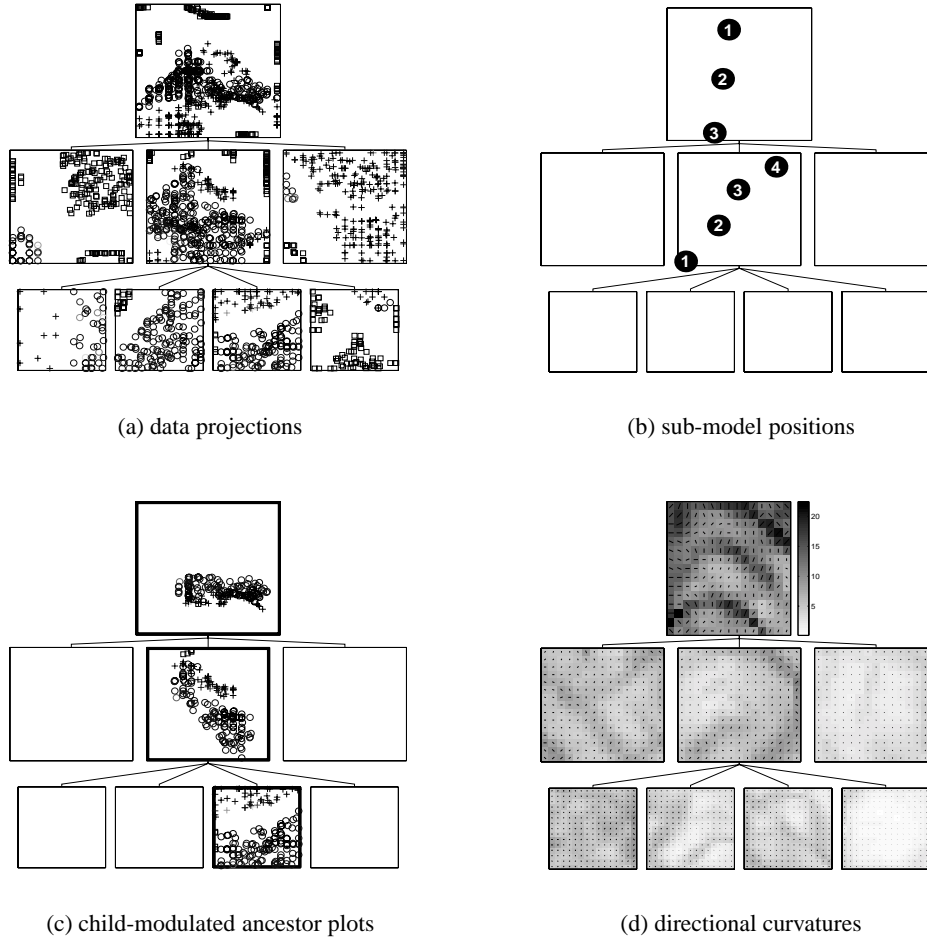 1
2
3
4
3
2
1
(a) data projections
(b) sub-model positions
20
15
10
5
(c) child-modulated ancestor plots
(d) directional curvatures